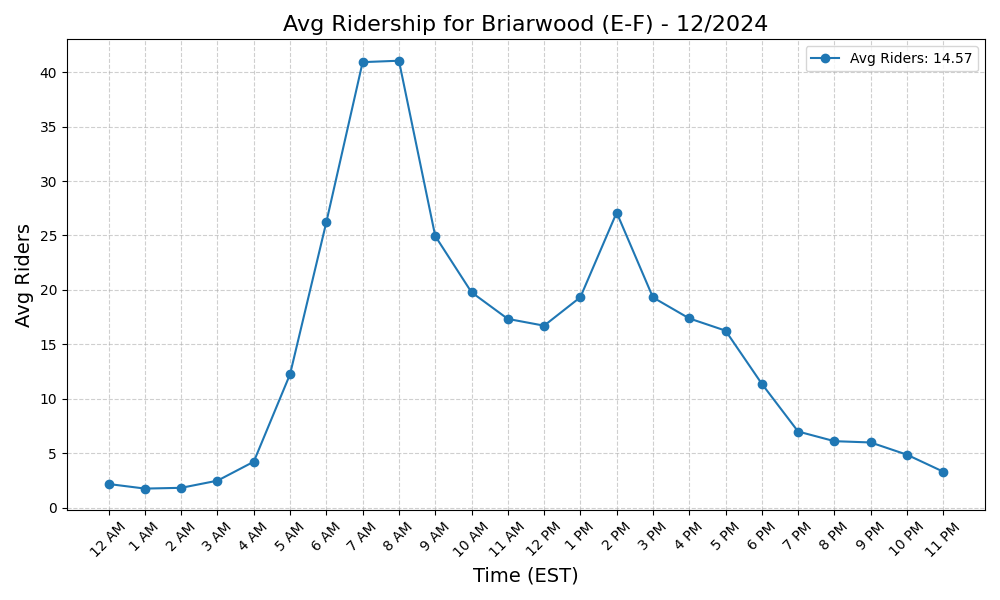 Avg Ridership for Briarwood (E-F) - 12/2024
Avg Riders: 14.57
Avg Riders
40
35
30
25
20
15
10
5
0
12 AM
1 AM
2 AM
3 AM
4 AM
5 AM
6 AM
7 AM
8 AM
9 AM
10 AM
11 AM
12 PM
1 PM
2 PM
3 PM
4 PM
5 PM
6 PM
7 PM
8 PM
9 PM
10 PM
11 PM
Time (EST)